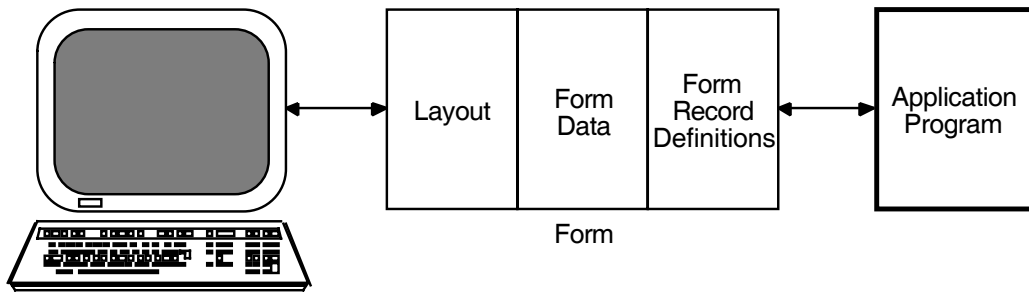 Layout
Form
Data
Form
Record
Definitions
Application
Program
Form